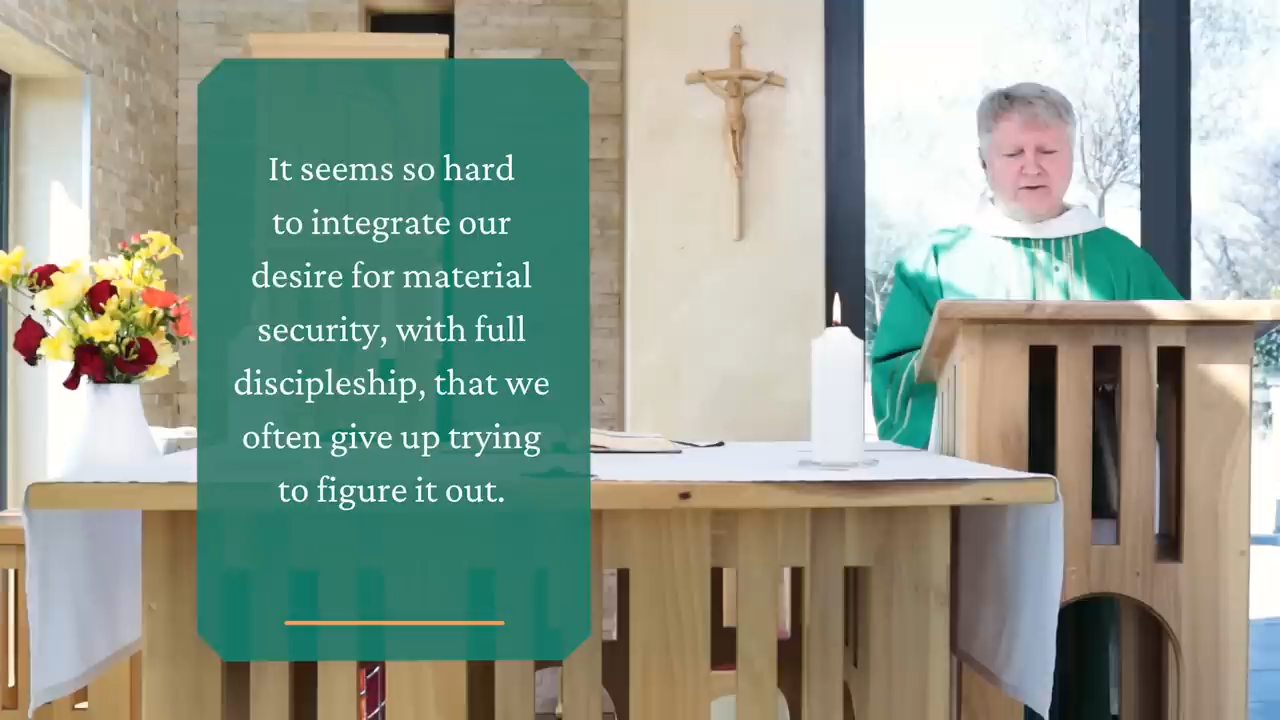 It seems so hard
to integrate our
desire for material
security, with full
discipleship, that we
often give up trying
to figure it out.